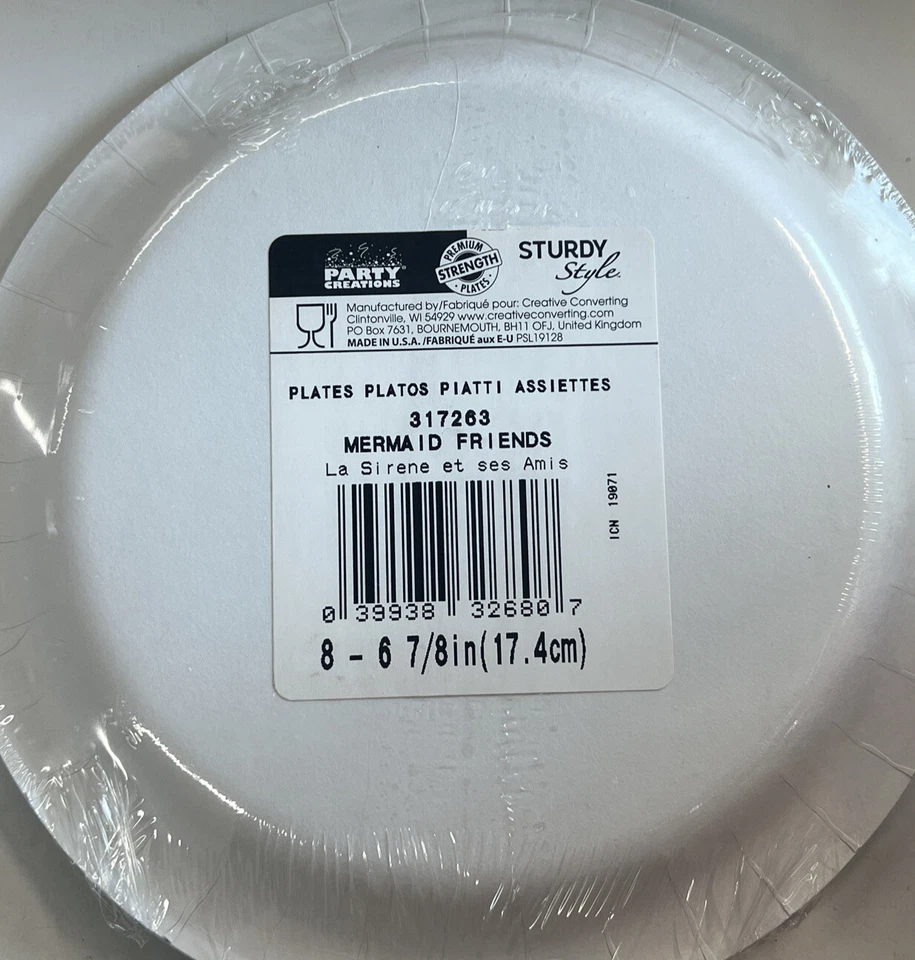 PARTY
CREATIONS®
PREMIUM
STRENGTH
• PLATES •
STURDY
Style.
Manufactured by/Fabriqué pour: Creative Converting
Clintonville, WI 54929 www.creativeconverting.com
PO Box 7631, BOURNEMOUTH, BH11 OFJ, United Kingdom
MADE IN U.S.A. /FABRIQUÉ aux E-U PSL19128
PLATES PLATOS PIATTI ASSIETTES
317263
MERMAID FRIENDS
La Sirene et ses Amis
ICN 19071
0 39938 32680 7
8 - 6 7/8in(17.4cm)